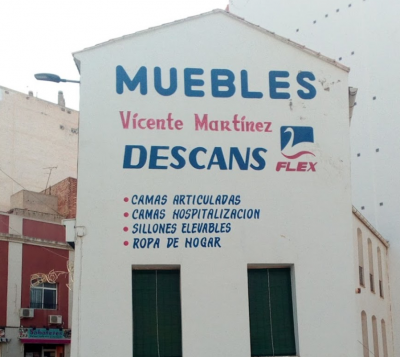 MUEBLES
Vicente Martínez
DESCANS
FLEX
• CAMAS ARTICULADAS
• CAMAS HOSPITALIZACION
• SILLONES ELEVABLES
• ROPA DE HOGAR